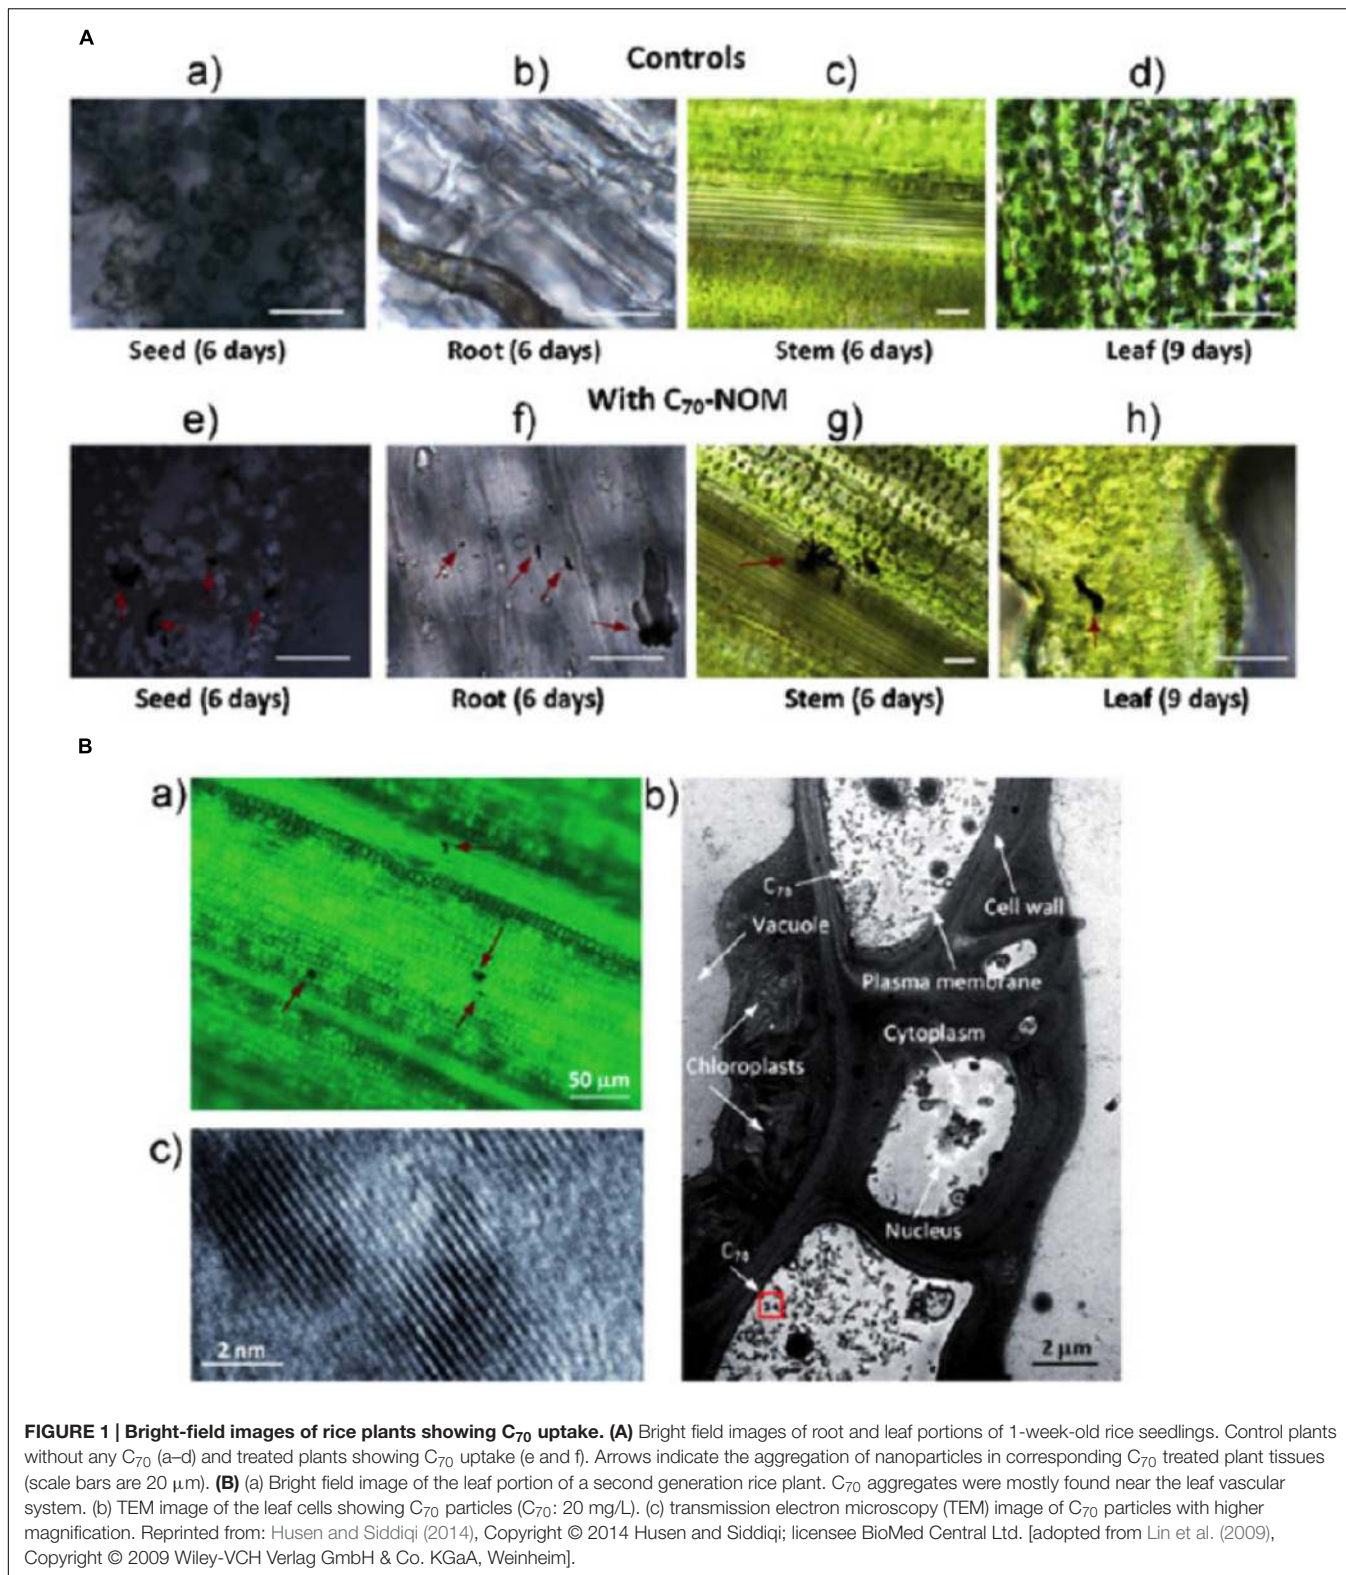 A
Controls
a) b) c) d)
Seed (6 days) Root (6 days) Stem (6 days) Leaf (9 days)
With C₇₀-NOM
e) f) g) h)
Seed (6 days) Root (6 days) Stem (6 days) Leaf (9 days)
B
a)
50 μm
b)
C₇₀
Vacuole
Cell wall
Plasma membrane
Cytoplasm
Chloroplasts
Nucleus
C₇₀
2 μm
c)
2 nm
FIGURE 1 | Bright-field images of rice plants showing C₇₀ uptake. (A) Bright field images of root and leaf portions of 1-week-old rice seedlings. Control plants
without any C₇₀ (a–d) and treated plants showing C₇₀ uptake (e and f). Arrows indicate the aggregation of nanoparticles in corresponding C₇₀ treated plant tissues
(scale bars are 20 μm). (B) (a) Bright field image of the leaf portion of a second generation rice plant. C₇₀ aggregates were mostly found near the leaf vascular
system. (b) TEM image of the leaf cells showing C₇₀ particles (C₇₀: 20 mg/L). (c) transmission electron microscopy (TEM) image of C₇₀ particles with higher
magnification. Reprinted from: Husen and Siddiqi (2014), Copyright © 2014 Husen and Siddiqi; licensee BioMed Central Ltd. [adopted from Lin et al. (2009),
Copyright © 2009 Wiley-VCH Verlag GmbH & Co. KGaA, Weinheim].